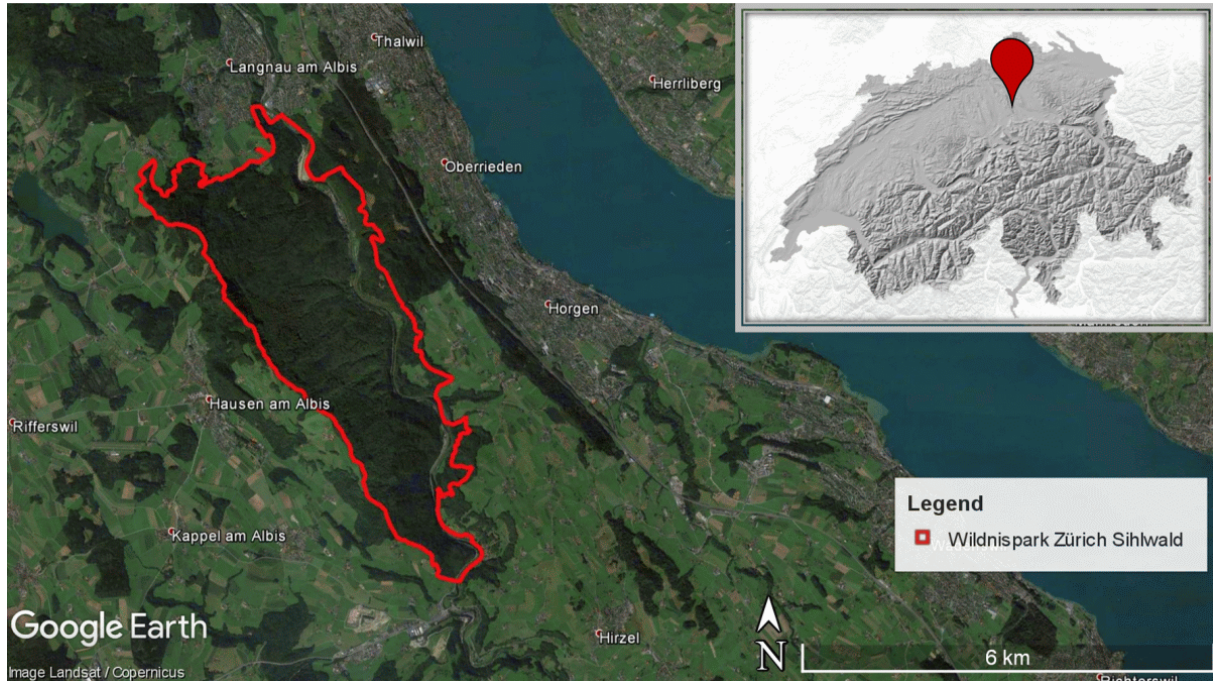 Thalwil
Langnau am Albis
Herrliberg
Oberrieden
Horgen
Hausen am Albis
Rifferswil
Legend
Wildnispark Zürich Sihlwald
Kappel am Albis
Google Earth
Hirzel
N
6 km
Image Landsat / Copernicus